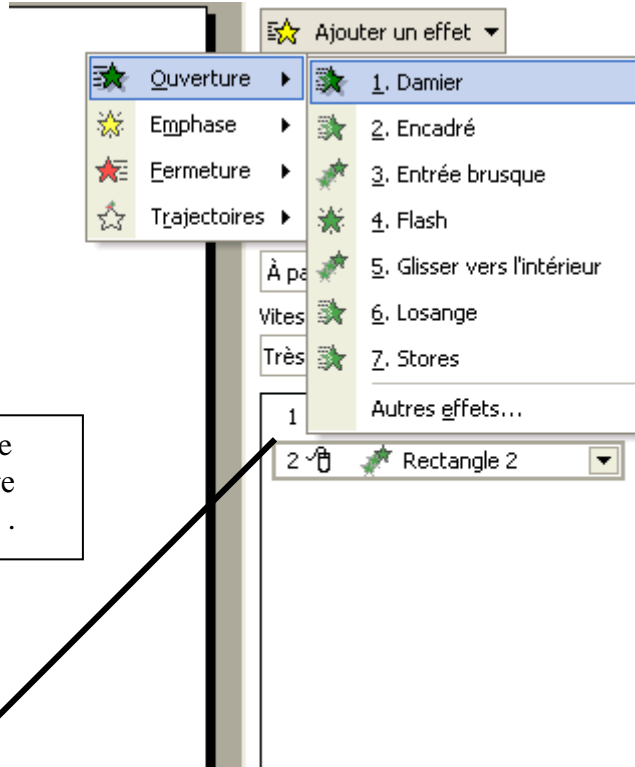 Ajouter un effet
Ouverture
Emphase
Fermeture
Trajectoires
1. Damier
2. Encadré
3. Entrée brusque
4. Flash
5. Glisser vers l'intérieur
6. Losange
7. Stores
Autres effets...
À pa
Vites
Très
1
2 Rectangle 2
e
re
.